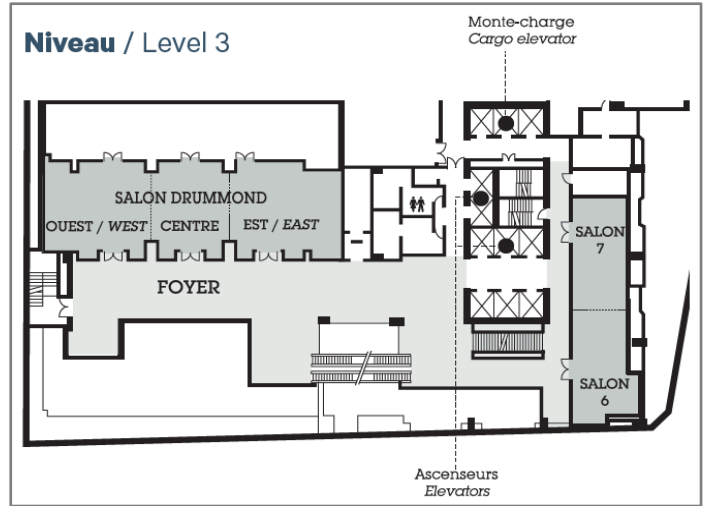 Niveau / Level 3
Monte-charge
Cargo elevator
SALON DRUMMOND
OUEST / WEST
CENTRE
EST / EAST
FOYER
SALON
7
SALON
6
Ascenseurs
Elevators